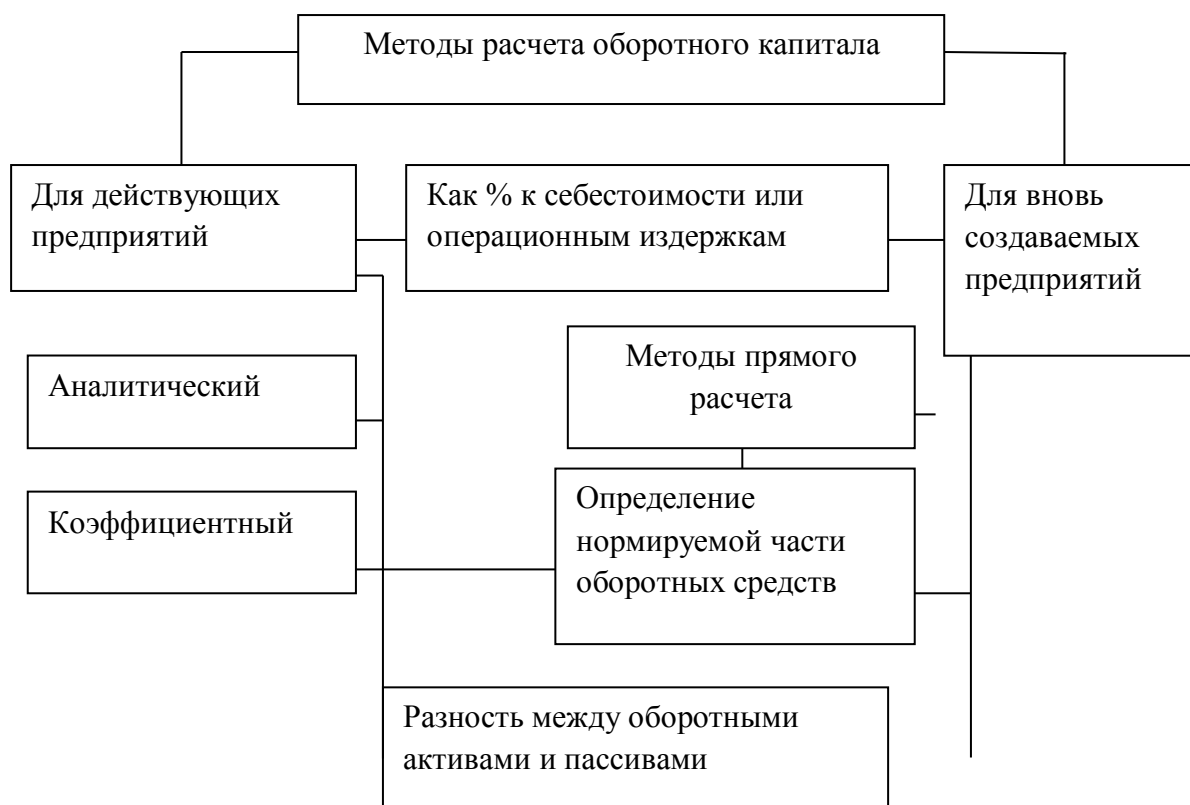 Методы расчета оборотного капитала
Для действующих
предприятий
Как % к себестоимости или
операционным издержкам
Для вновь
создаваемых
предприятий
Аналитический
Методы прямого
расчета
Коэффициентный
Определение
нормируемой части
оборотных средств
Разность между оборотными
активами и пассивами